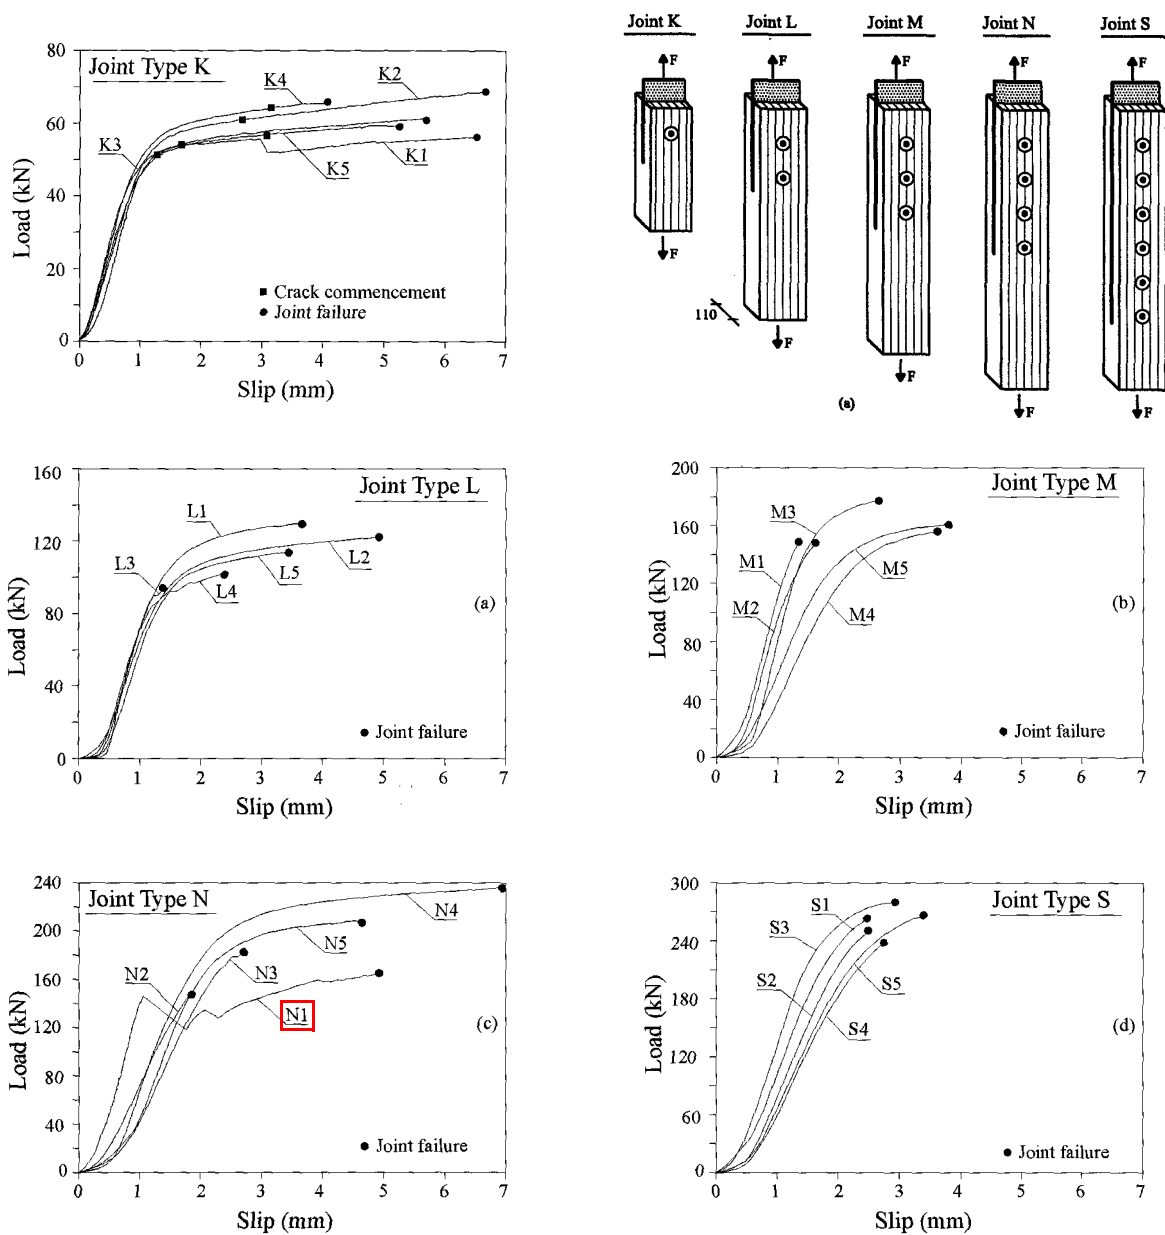 Joint Type K
80
60
40
20
0
Load (kN)
K3
K4
K2
K5
K1
Crack commencement
Joint failure
0 1 2 3 4 5 6 7
Slip (mm)
Joint K Joint L Joint M Joint N Joint S
F F F F F
F F F F F
110
(a)
Joint Type L
160
120
80
40
0
Load (kN)
L1
L3
L2
L5
L4
(a)
Joint failure
0 1 2 3 4 5 6 7
Slip (mm)
Joint Type M
200
160
120
80
40
0
Load (kN)
M3
M1
M5
M2
M4
(b)
Joint failure
0 1 2 3 4 5 6 7
Slip (mm)
Joint Type N
240
200
160
120
80
40
0
Load (kN)
N4
N5
N2
N3
N1
(c)
Joint failure
0 1 2 3 4 5 6 7
Slip (mm)
Joint Type S
300
240
180
120
60
0
Load (kN)
S1
S3
S2
S5
S4
(d)
Joint failure
0 1 2 3 4 5 6 7
Slip (mm)